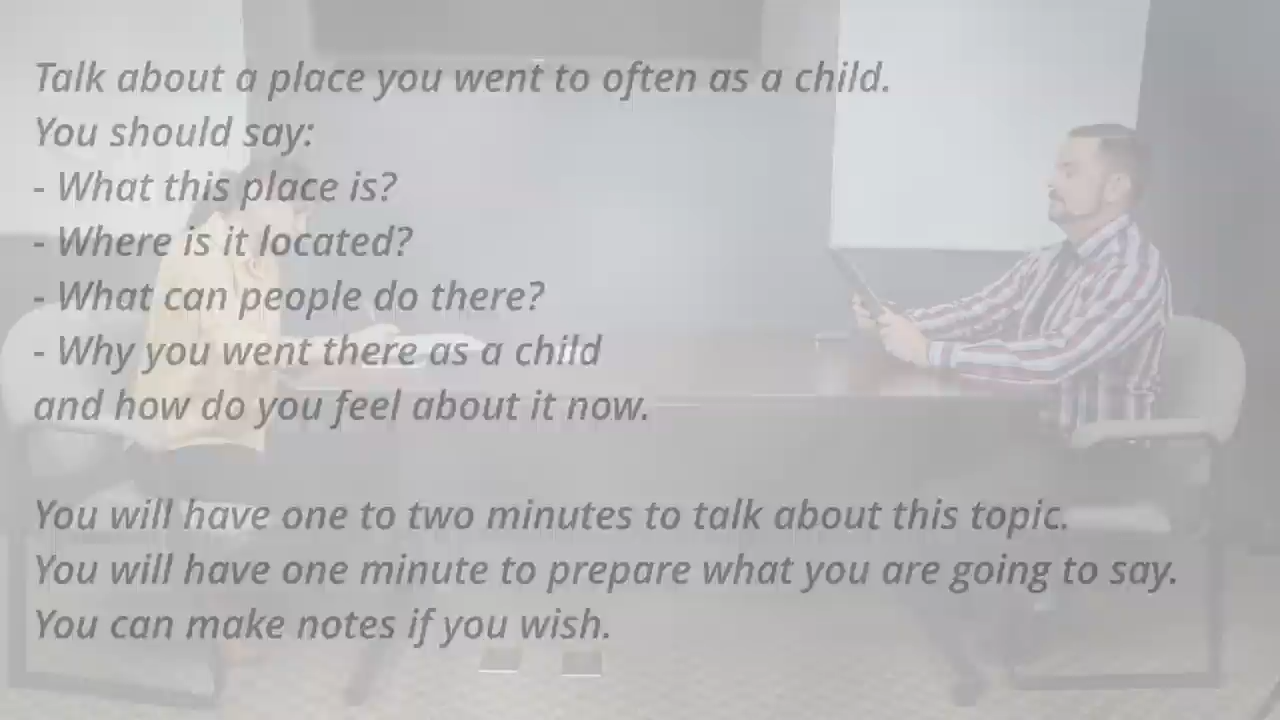 Talk about a place you went to often as a child.
You should say:
- What this place is?
- Where is it located?
- What can people do there?
- Why you went there as a child
and how do you feel about it now.
You will have one to two minutes to talk about this topic.
You will have one minute to prepare what you are going to say.
You can make notes if you wish.